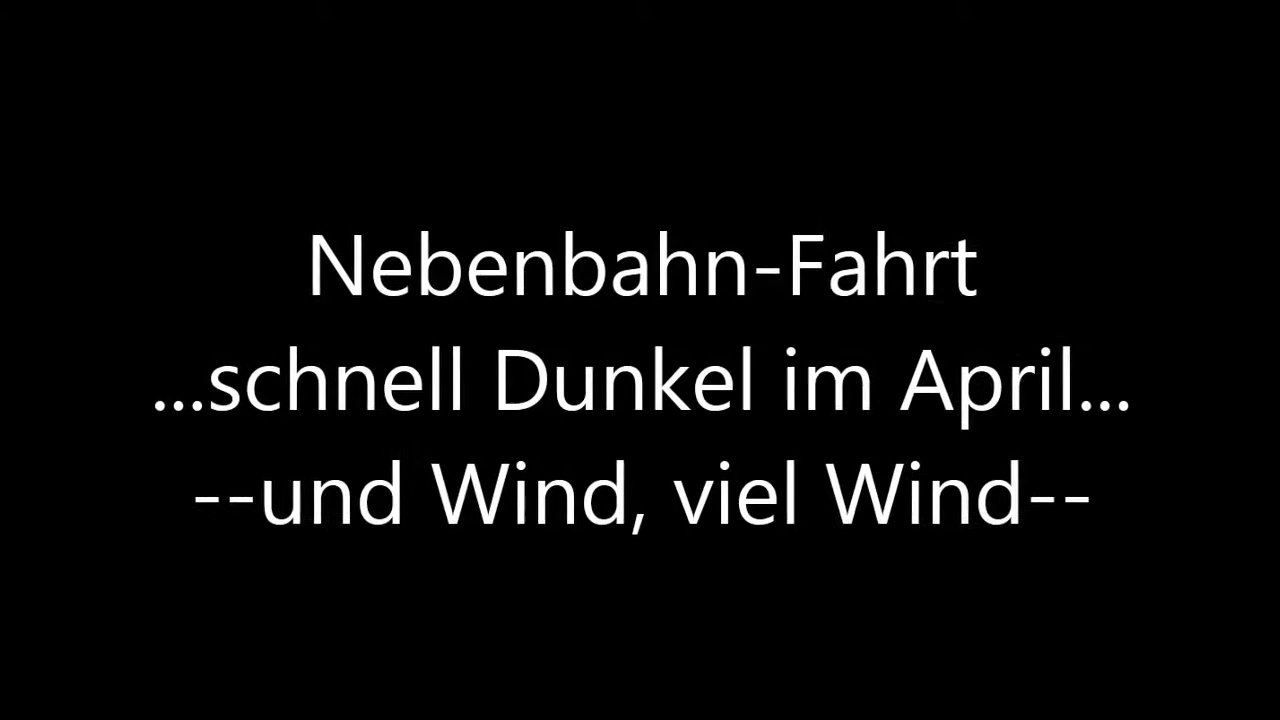 Nebenbahn-Fahrt
...schnell Dunkel im April...
--und Wind, viel Wind--